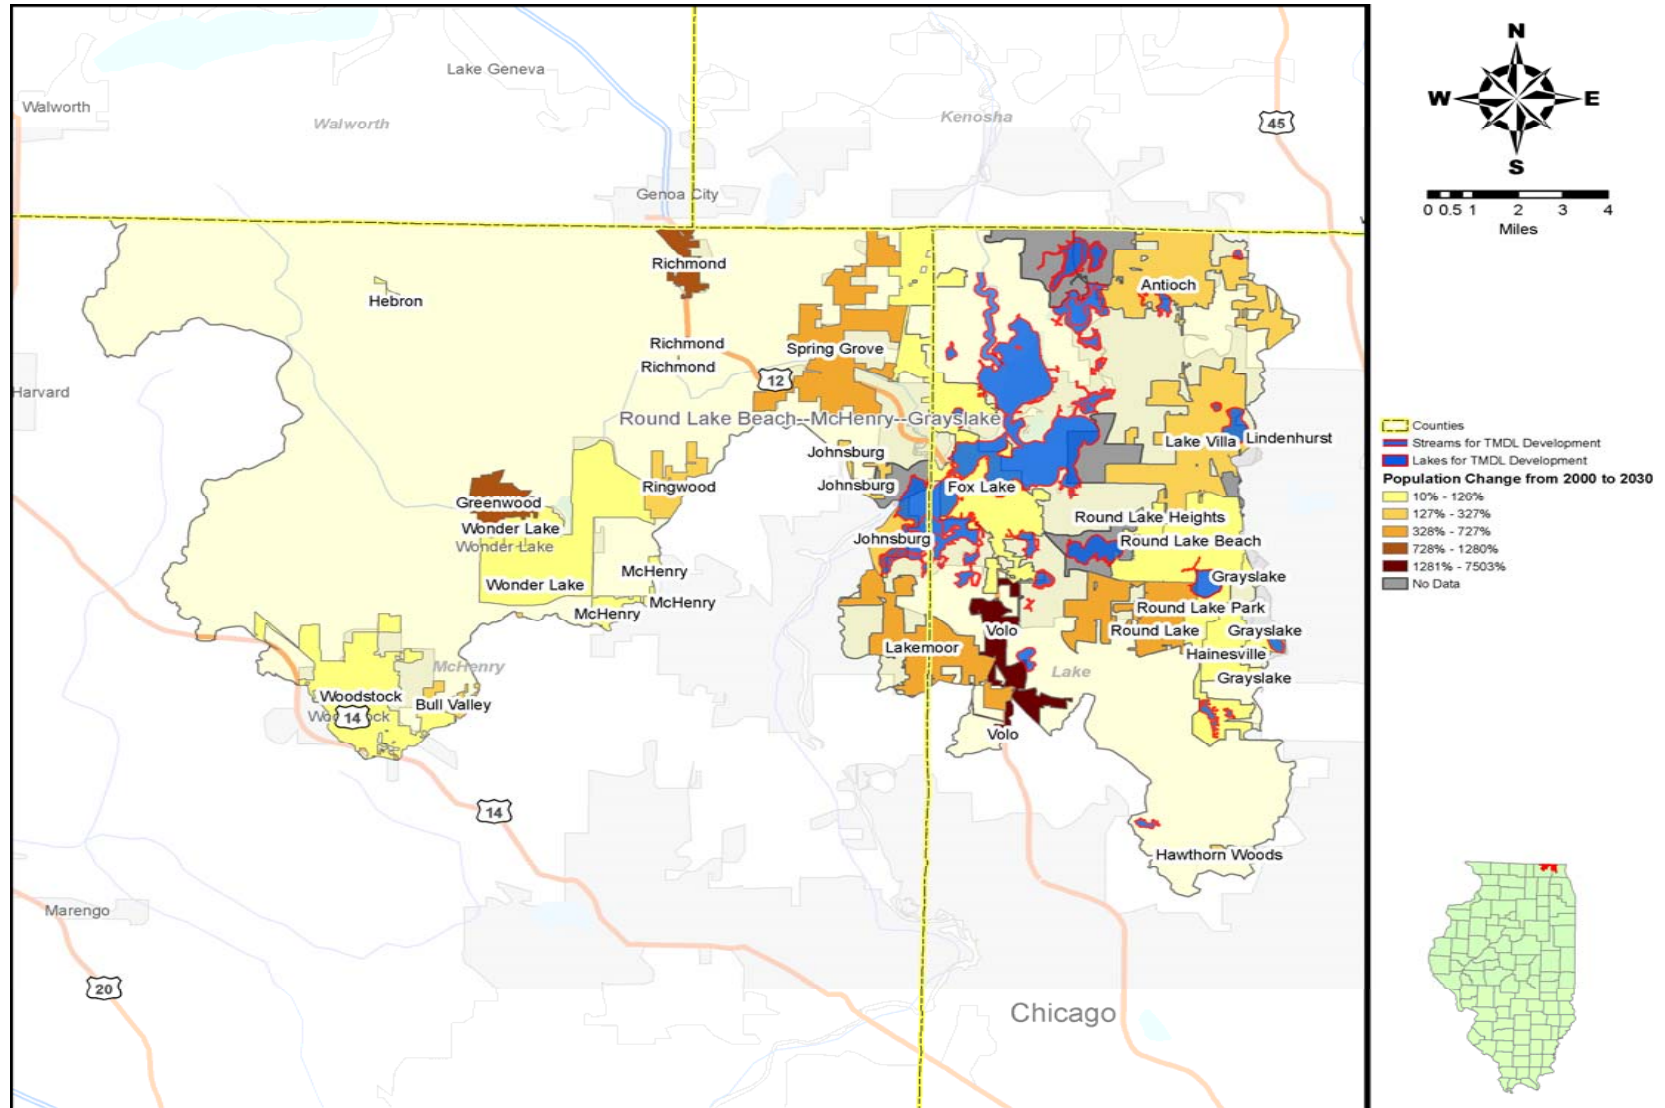 Lake Geneva
Walworth
Walworth
Kenosha
45
Genoa City
Richmond
Hebron
Antioch
Richmond
Spring Grove
Richmond
12
Harvard
Round Lake Beach--McHenry--Grayslake
Lake Villa
Lindenhurst
Johnsburg
Johnsburg
Fox Lake
Ringwood
Greenwood
Round Lake Heights
Wonder Lake
Johnsburg
Round Lake Beach
Wonder Lake
McHenry
Grayslake
Wonder Lake
McHenry
McHenry
Round Lake Park
Volo
Round Lake
Grayslake
Lakemoor
Hainesville
McHenry
Lake
Grayslake
Woodstock
Bull Valley
14
Volo
14
Hawthorn Woods
Marengo
20
Chicago
N
W
E
S
0 0.5 1 2 3 4
Miles
Counties
Streams for TMDL Development
Lakes for TMDL Development
Population Change from 2000 to 2030
10% - 126%
127% - 327%
328% - 727%
728% - 1280%
1281% - 7503%
No Data